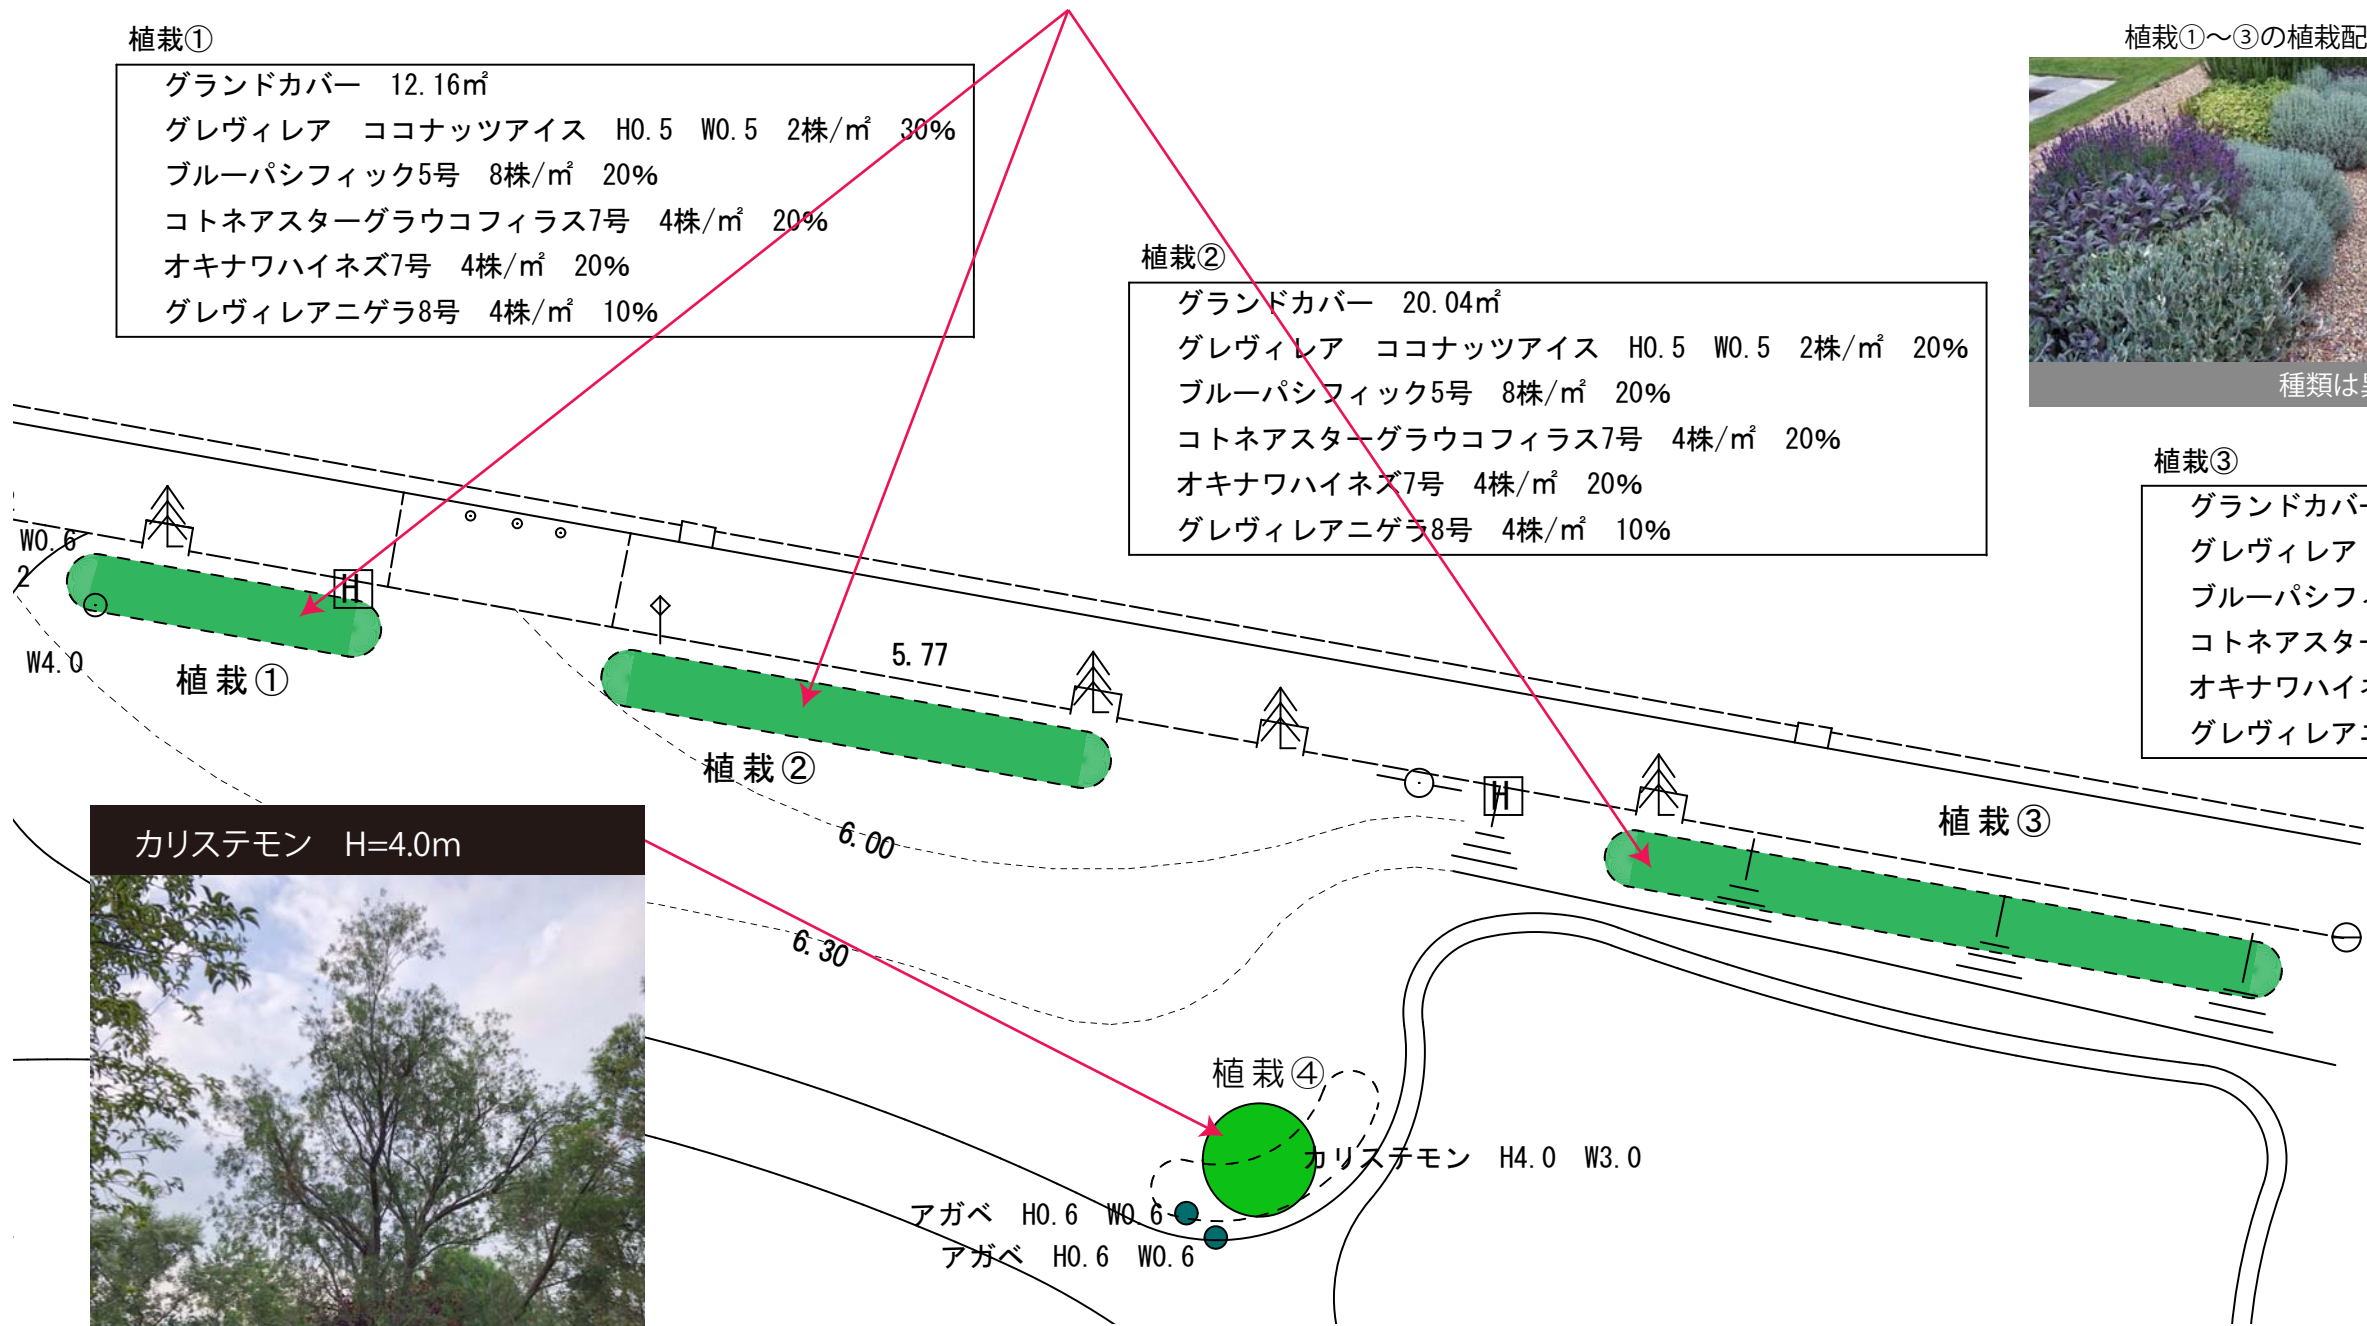 植栽①
グランドカバー　12.16㎡
グレヴィレア　ココナッツアイス　H0.5　W0.5　2株/㎡　30%
ブルーパシフィック5号　8株/㎡　20%
コトネアスターグラウコフィラス7号　4株/㎡　20%
オキナワハイネズ7号　4株/㎡　20%
グレヴィレアニゲラ8号　4株/㎡　10%
植栽①～③の植栽配
種類は
植栽②
グランドカバー　20.04㎡
グレヴィレア　ココナッツアイス　H0.5　W0.5　2株/㎡　20%
ブルーパシフィック5号　8株/㎡　20%
コトネアスターグラウコフィラス7号　4株/㎡　20%
オキナワハイネズ7号　4株/㎡　20%
グレヴィレアニゲラ8号　4株/㎡　10%
植栽③
グランドカバー
グレヴィレア
ブルーパシフィ
コトネアスター
オキナワハイネ
グレヴィレアニ
W0.6
2
H
W4.0
植栽①
5.77
植栽②
H
植栽③
6.00
カリステモン　H=4.0m
6.30
植栽④
カリステモン　H4.0　W3.0
アガベ　H0.6　W0.6
アガベ　H0.6　W0.6